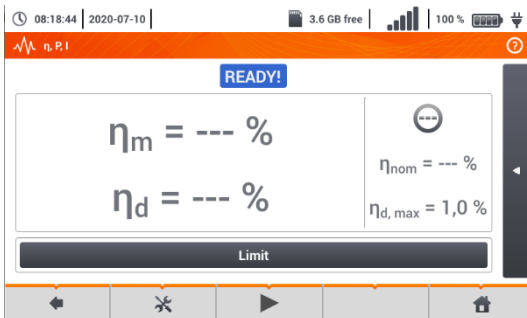 08:18:44 2020-07-10 3.6 GB free 100 %
η, P, I
READY!
ηm = --- %
ηd = --- %
---
ηnom = --- %
ηd, max = 1,0 %
Limit